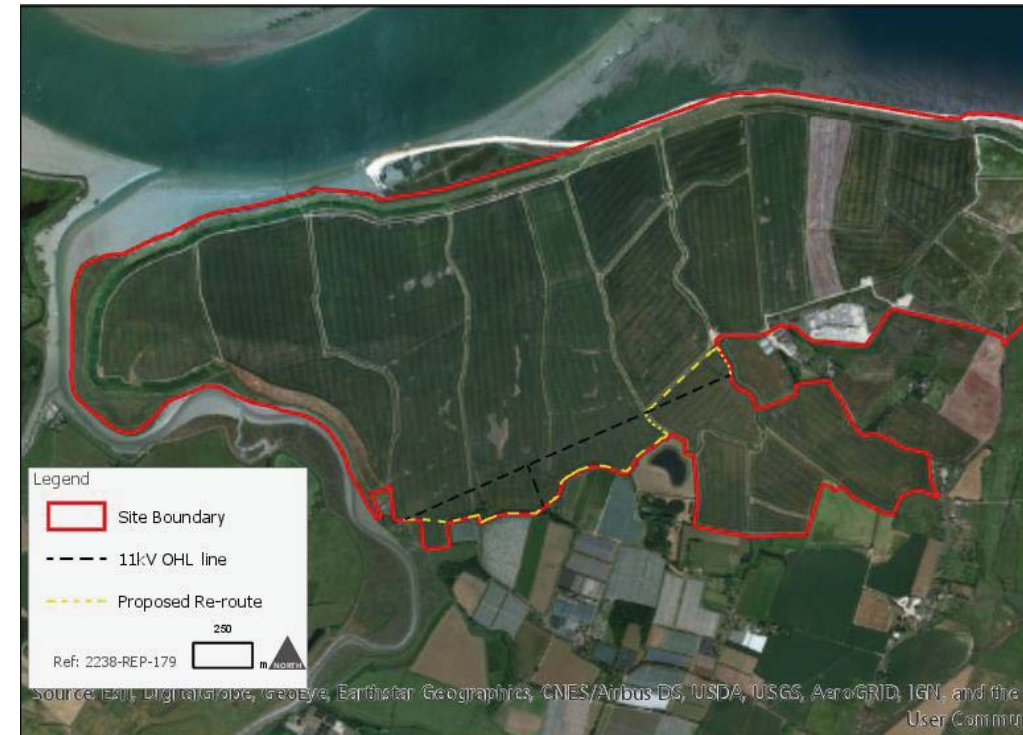 Legend
Site Boundary
11kV OHL line
Proposed Re-route
250
Ref: 2238-REP-179
m
NORTH
Source: Esri, DigitalGlobe, GeoEye, Earthstar Geographics, CNES/Airbus DS, USDA, USGS, AeroGRID, IGN, and the
User Commu